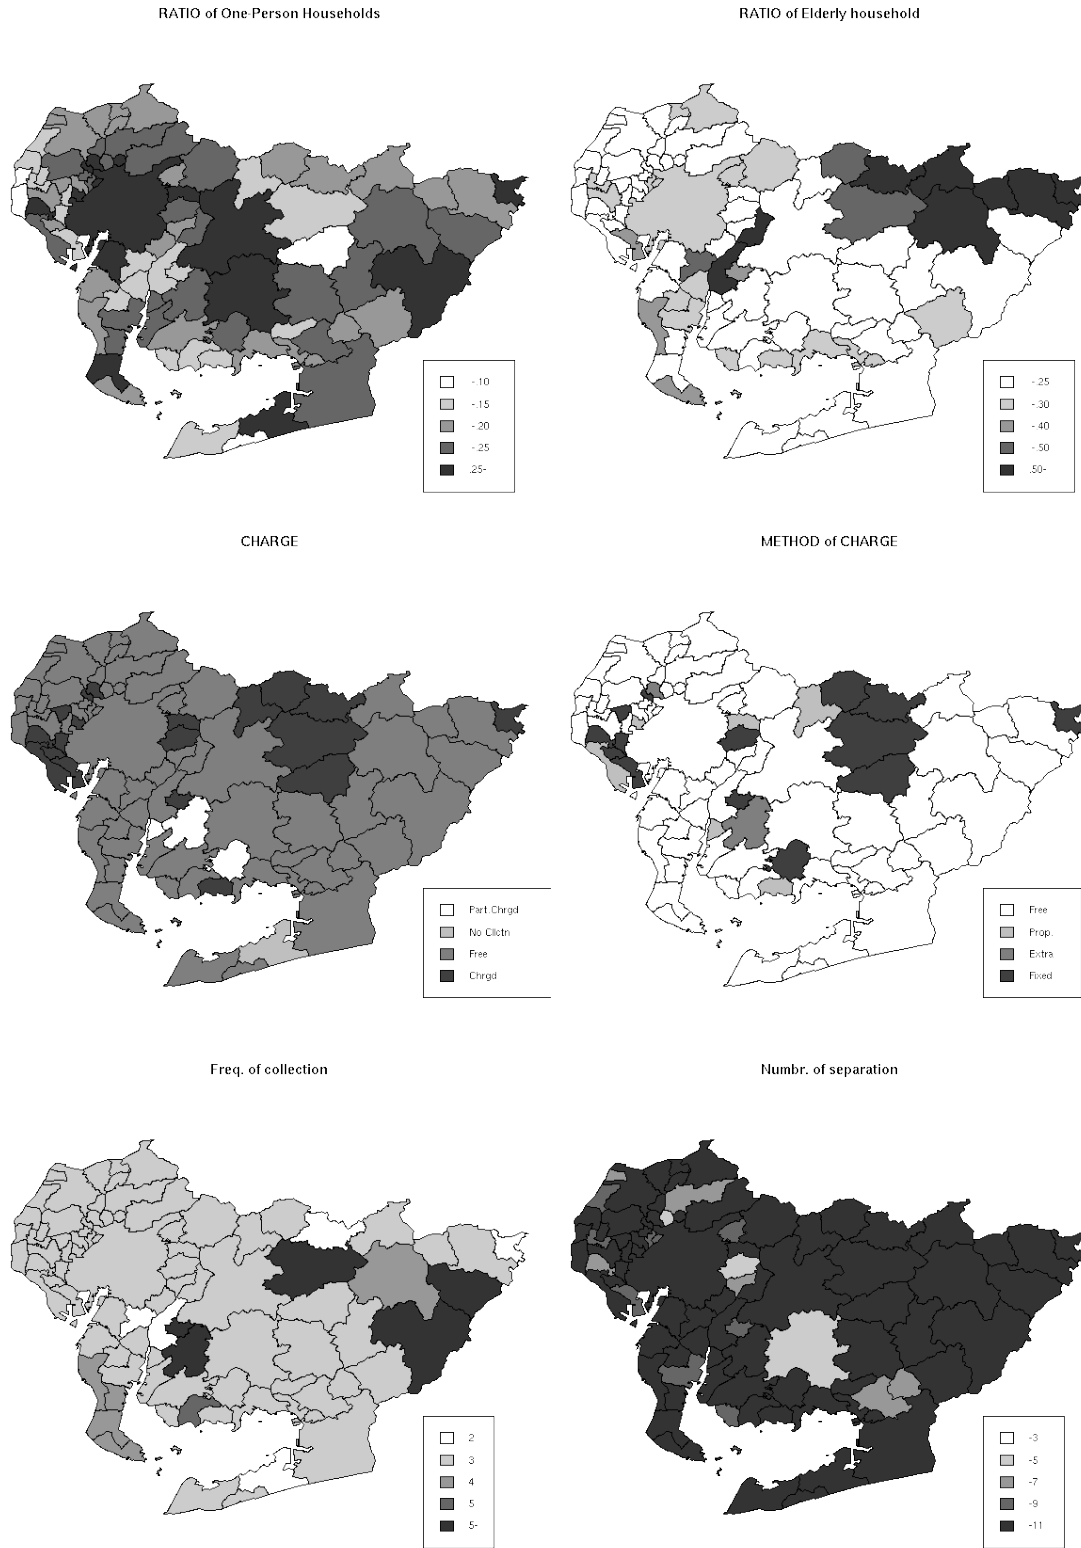 RATIO of One-Person Households
RATIO of Elderly household
-.10
-.15
-.20
-.25
.25-
-.25
-.30
-.40
-.50
.50-
CHARGE
METHOD of CHARGE
Part.Chrgd
No Cllctn
Free
Chrgd
Free
Prop.
Extra
Fixed
Freq. of collection
Numbr. of separation
2
3
4
5
5-
-3
-5
-7
-9
-11